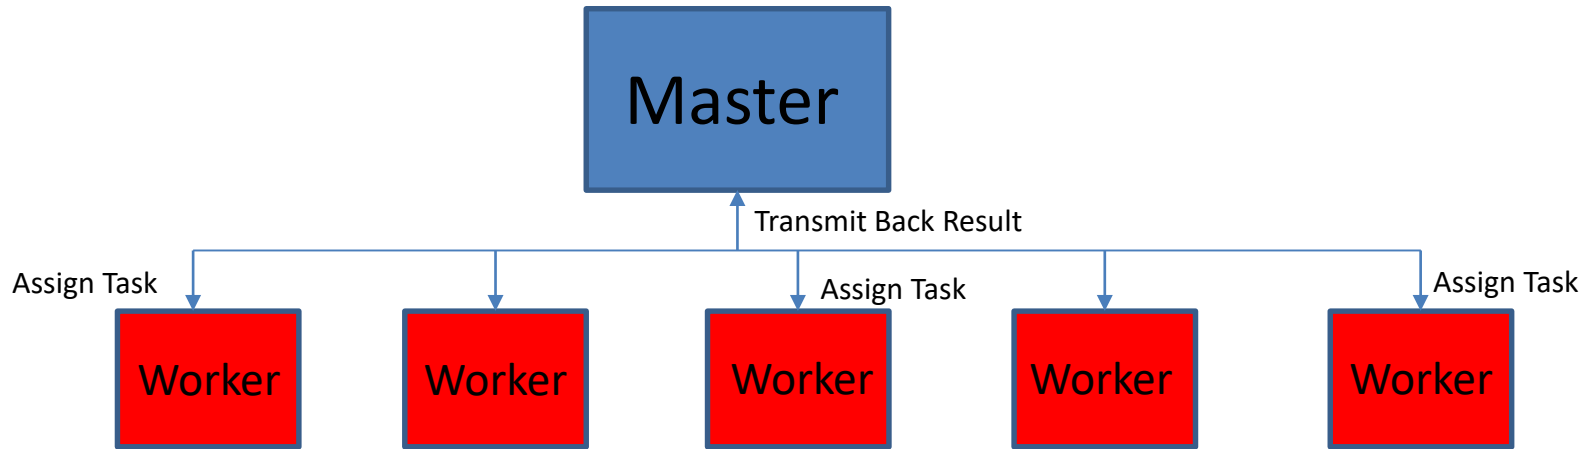 Master
Transmit Back Result
Assign Task
Assign Task
Assign Task
Worker
Worker
Worker
Worker
Worker